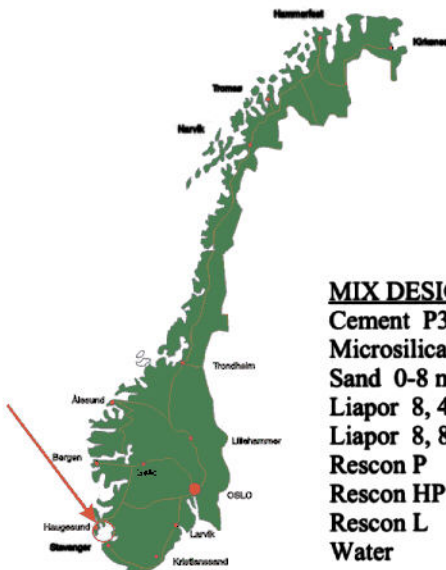 Hammerfest
Kirkenes
Tromsø
Narvik
Trondheim
Ålesund
Lillehammer
Bergen
OSLO
Haugesund
Larvik
Stavanger
Kristianssand
MIX DESIG
Cement P3
Microsilica
Sand 0-8 m
Liapor 8, 4
Liapor 8, 8
Rescon P
Rescon HP
Rescon L
Water